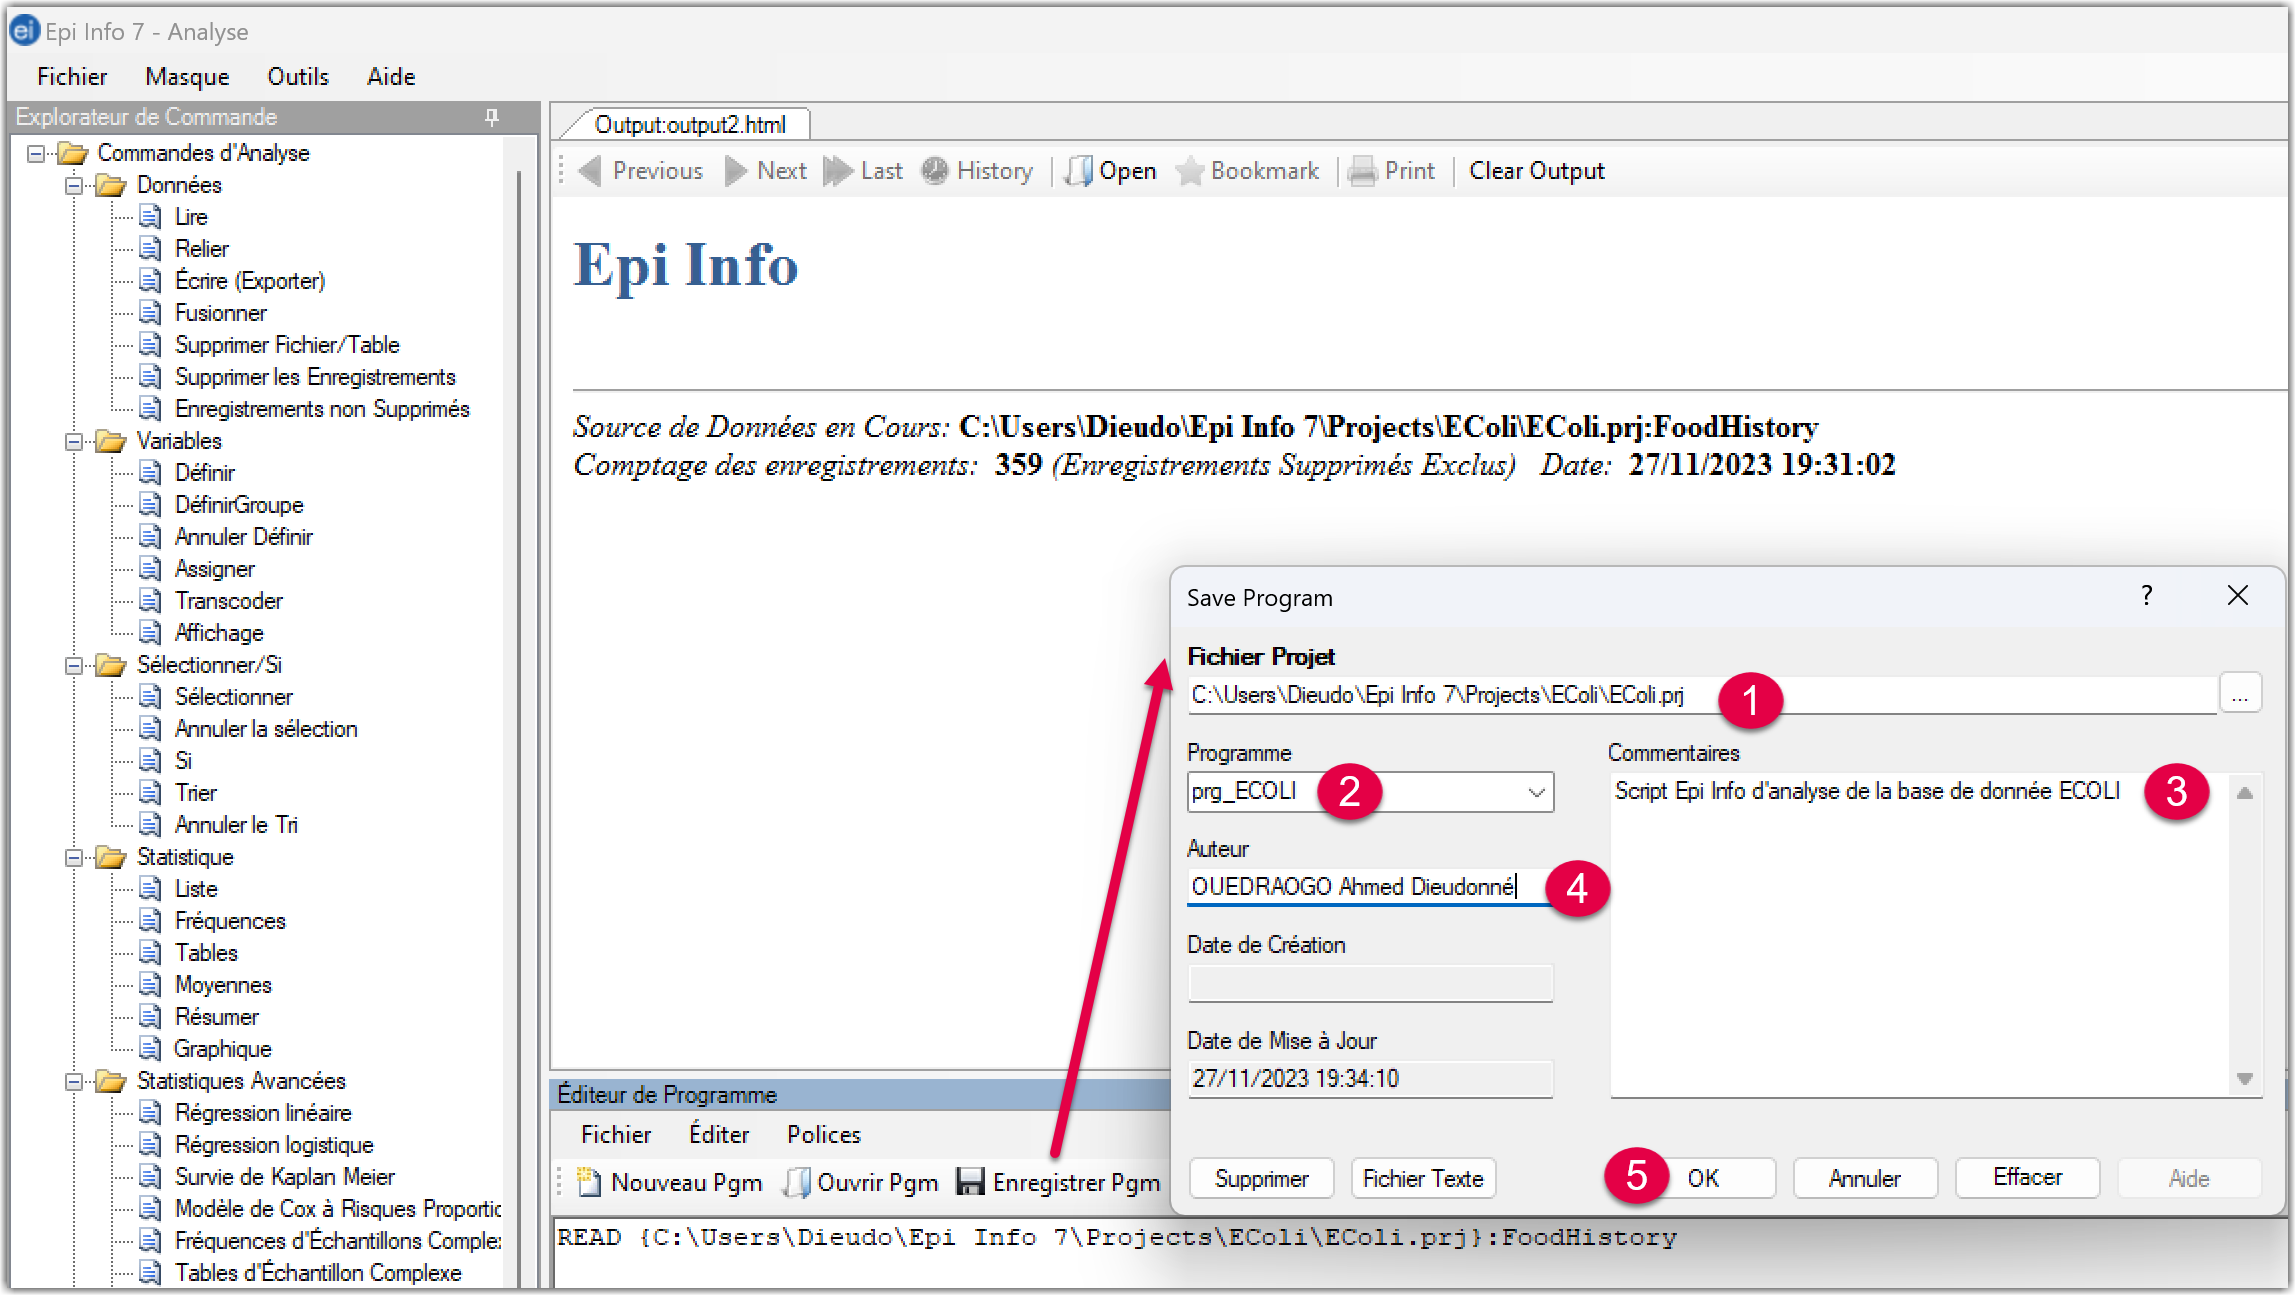 ei Epi Info 7 - Analyse
Fichier Masque Outils Aide
Explorateur de Commande
Commandes d'Analyse
Données
Lire
Relier
Écrire (Exporter)
Fusionner
Supprimer Fichier/Table
Supprimer les Enregistrements
Enregistrements non Supprimés
Variables
Définir
DéfinirGroupe
Annuler Définir
Assigner
Transcoder
Affichage
Sélectionner/Si
Sélectionner
Annuler la sélection
Si
Trier
Annuler le Tri
Statistique
Liste
Fréquences
Tables
Moyennes
Résumer
Graphique
Statistiques Avancées
Régression linéaire
Régression logistique
Survie de Kaplan Meier
Modèle de Cox à Risques Proportic
Fréquences d'Échantillons Comple:
Tables d'Échantillon Complexe
Output:output2.html
Previous Next Last History Open Bookmark Print Clear Output
Epi Info
Source de Données en Cours: C:\Users\Dieudo\Epi Info 7\Projects\EColi\EColi.prj:FoodHistory
Comptage des enregistrements: 359 (Enregistrements Supprimés Exclus) Date: 27/11/2023 19:31:02
Save Program ?
Fichier Projet
C:\Users\Dieudo\Epi Info 7\Projects\EColi\EColi.prj 1 ...
Programme
prg_ECOLI 2
Commentaires
Script Epi Info d'analyse de la base de donnée ECOLI 3
Auteur
OUEDRAOGO Ahmed Dieudonné 4
Date de Création
Date de Mise à Jour
27/11/2023 19:34:10
Supprimer Fichier Texte 5 OK Annuler Effacer Aide
Éditeur de Programme
Fichier Éditer Polices
Nouveau Pgm Ouvrir Pgm Enregistrer Pgm
READ {C:\Users\Dieudo\Epi Info 7\Projects\EColi\EColi.prj}:FoodHistory